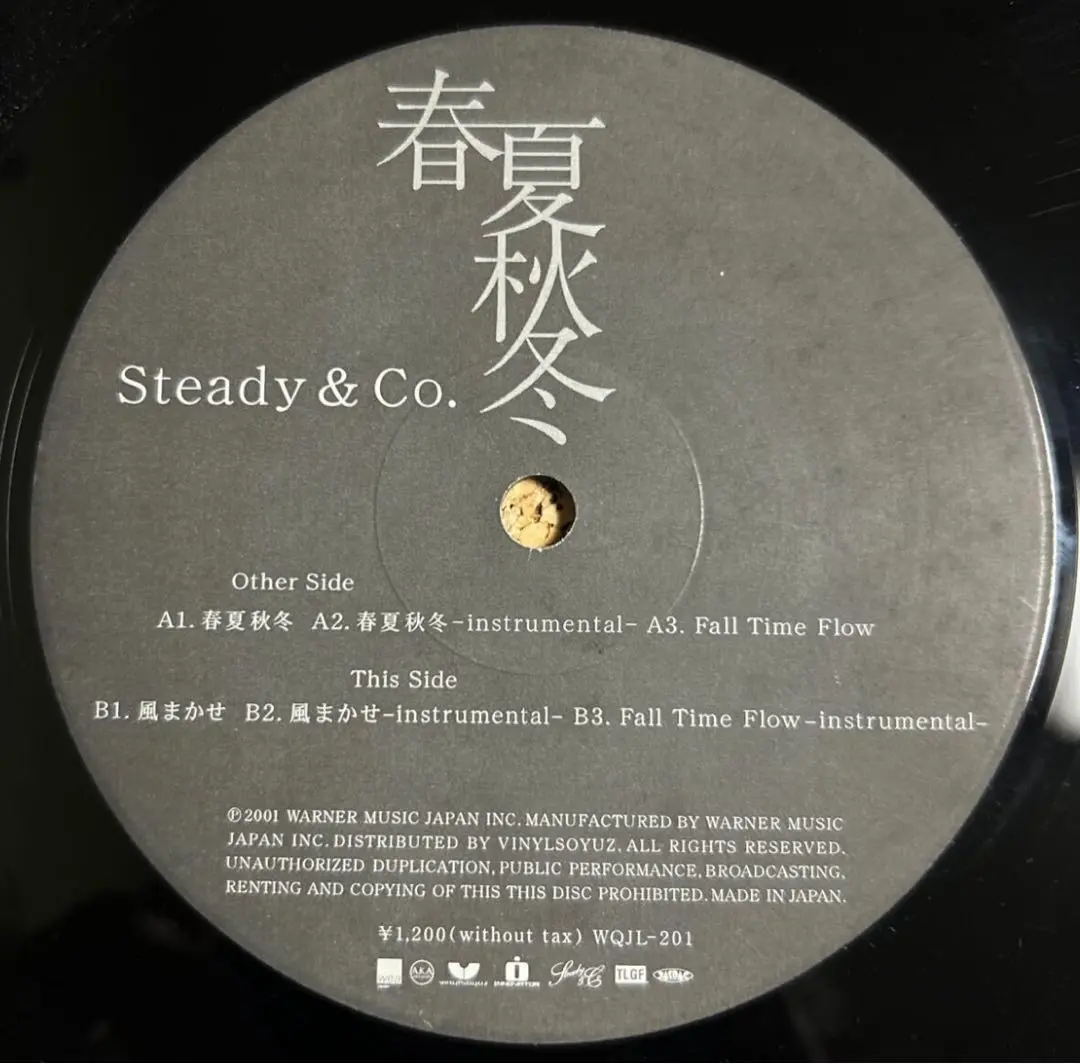 春夏秋冬
Steady & Co.
Other Side
A1. 春夏秋冬 A2. 春夏秋冬-instrumental- A3. Fall Time Flow
This Side
B1. 風まかせ B2. 風まかせ-instrumental- B3. Fall Time Flow-instrumental-
℗2001 WARNER MUSIC JAPAN INC. MANUFACTURED BY WARNER MUSIC
JAPAN INC. DISTRIBUTED BY VINYLSOYUZ. ALL RIGHTS RESERVED.
UNAUTHORIZED DUPLICATION, PUBLIC PERFORMANCE, BROADCASTING,
RENTING AND COPYING OF THIS THIS DISC PROHIBITED. MADE IN JAPAN.
¥1,200(without tax) WQJL-201
AKA Steady & Co. TLGF JASRAC